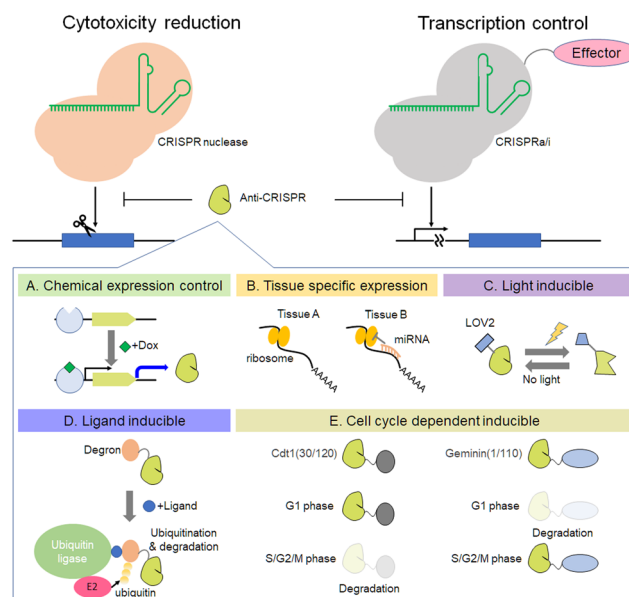 Cytotoxicity reduction
Transcription control
Effector
CRISPR nuclease
CRISPRa/i
Anti-CRISPR
A. Chemical expression control
+Dox
B. Tissue specific expression
Tissue A
Tissue B
miRNA
ribosome
C. Light inducible
LOV2
No light
D. Ligand inducible
Degron
+Ligand
Ubiquitin
ligase
Ubiquitination
& degradation
E2
ubiquitin
E. Cell cycle dependent inducible
Cdt1(30/120)
Geminin(1/110)
G1 phase
G1 phase
Degradation
S/G2/M phase
S/G2/M phase
Degradation